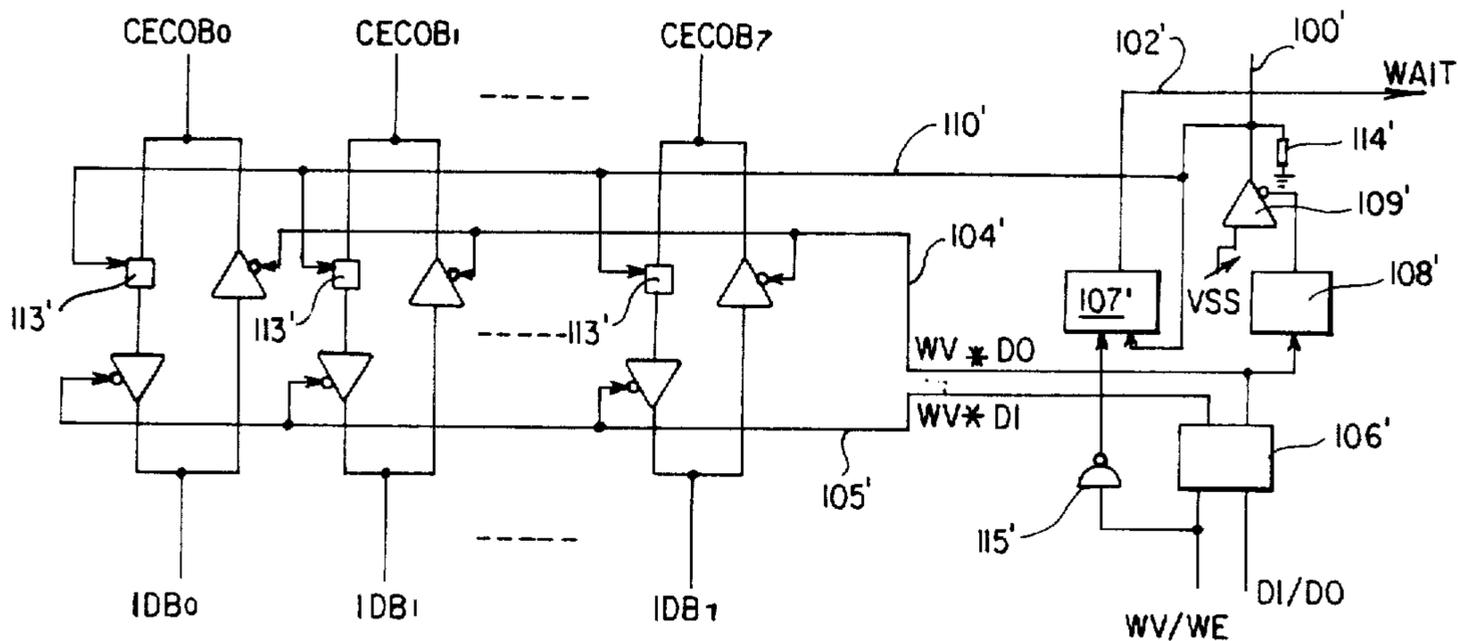 CECOB0
CECOB1
CECOB7
102'
100'
WAIT
110'
114'
109'
104'
113'
113'
113'
107'
VSS
108'
WV * DO
WV * DI
106'
105'
115'
IDB0
IDB1
IDB7
DI/DO
WV/WE